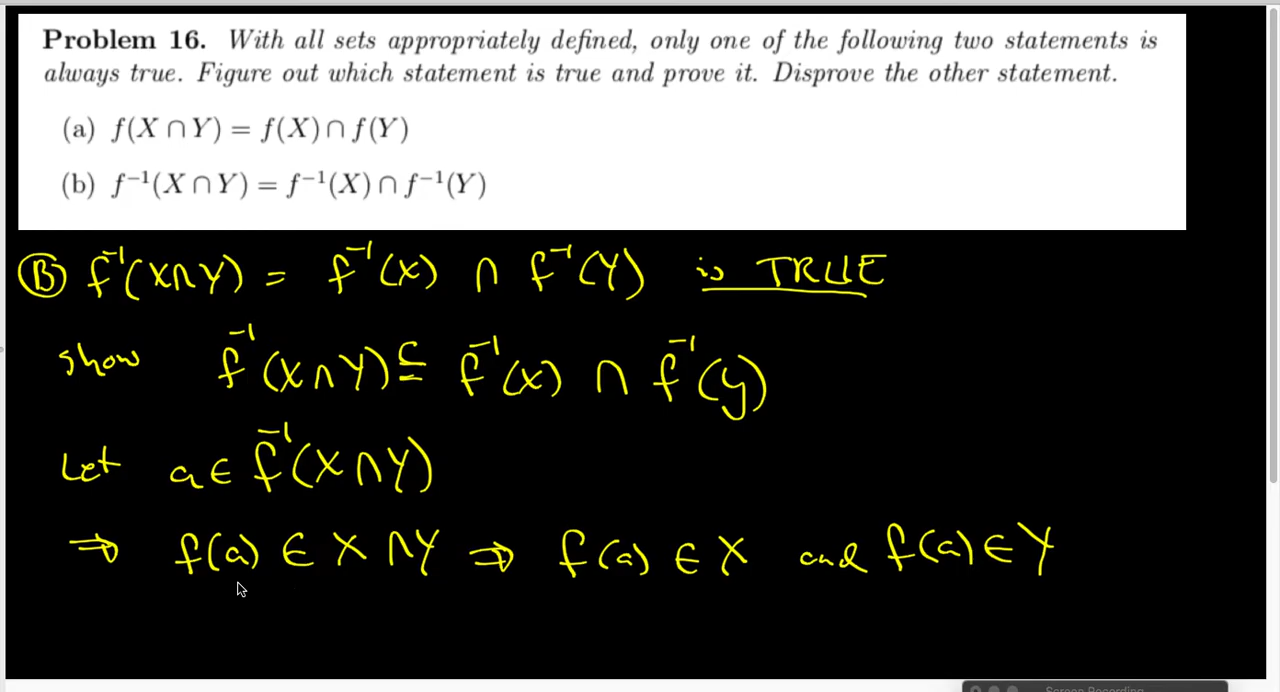 Problem 16. With all sets appropriately defined, only one of the following two statements is
always true. Figure out which statement is true and prove it. Disprove the other statement.
(a) f(X ∩ Y) = f(X) ∩ f(Y)
(b) f⁻¹(X ∩ Y) = f⁻¹(X) ∩ f⁻¹(Y)
Ⓑ f⁻¹(X∩Y) = f⁻¹(X) ∩ f⁻¹(Y) is TRUE
show f⁻¹(X∩Y) ⊆ f⁻¹(X) ∩ f⁻¹(y)
Let a ∈ f⁻¹(X∩Y)
⇒ f(a) ∈ X∩Y ⇒ f(a) ∈ X and f(a) ∈ Y
Screen Recording